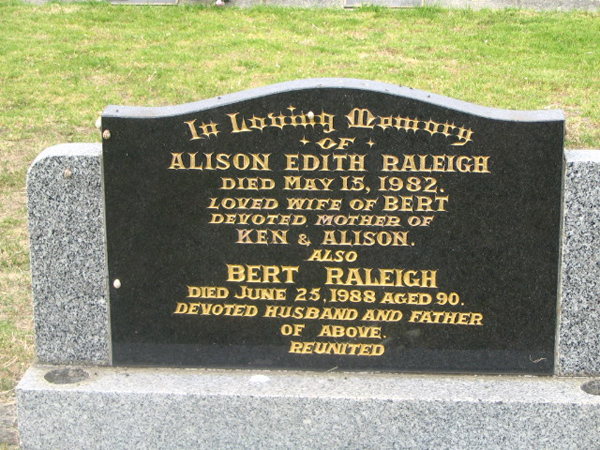 In Loving Memory
OF
ALISON EDITH RALEIGH
DIED MAY 15, 1982.
LOVED WIFE OF BERT
DEVOTED MOTHER OF
KEN & ALISON.
ALSO
BERT RALEIGH
DIED JUNE 25, 1988 AGED 90.
DEVOTED HUSBAND AND FATHER
OF ABOVE.
REUNITED